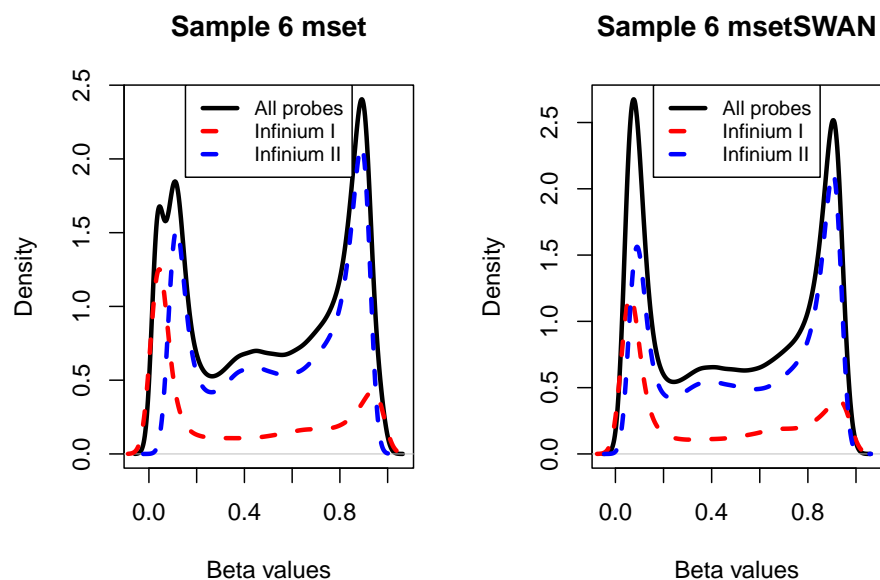 Sample 6 mset
Density
2.5
2.0
1.5
1.0
0.5
0.0
All probes
Infinium I
Infinium II
0.0 0.4 0.8
Beta values
Sample 6 msetSWAN
Density
2.5
2.0
1.5
1.0
0.5
0.0
All probes
Infinium I
Infinium II
0.0 0.4 0.8
Beta values